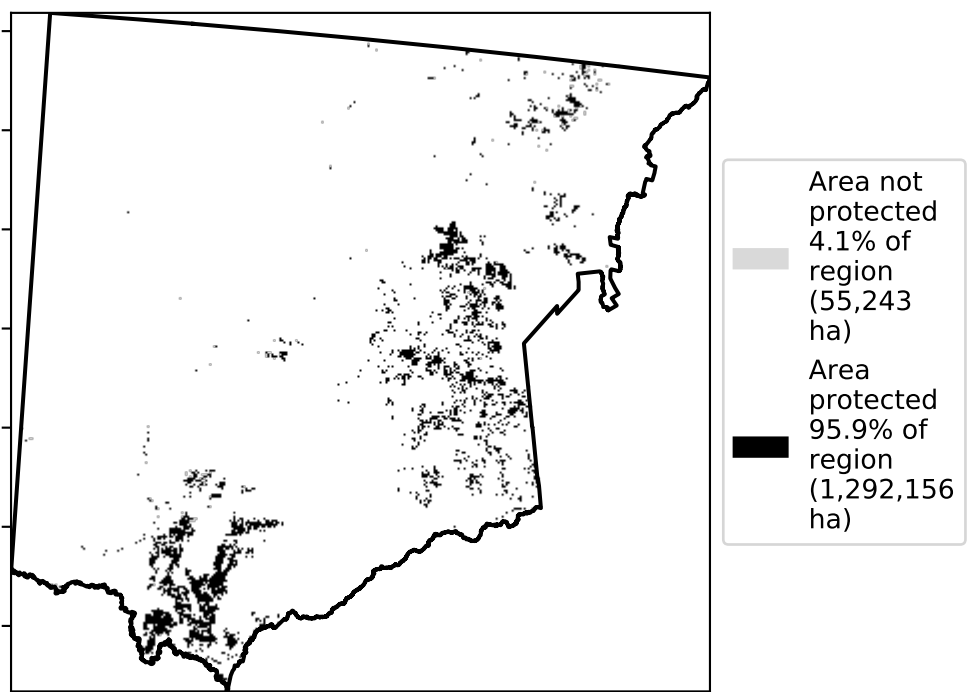 Area not
protected
4.1% of
region
(55,243
ha)
Area
protected
95.9% of
region
(1,292,156
ha)